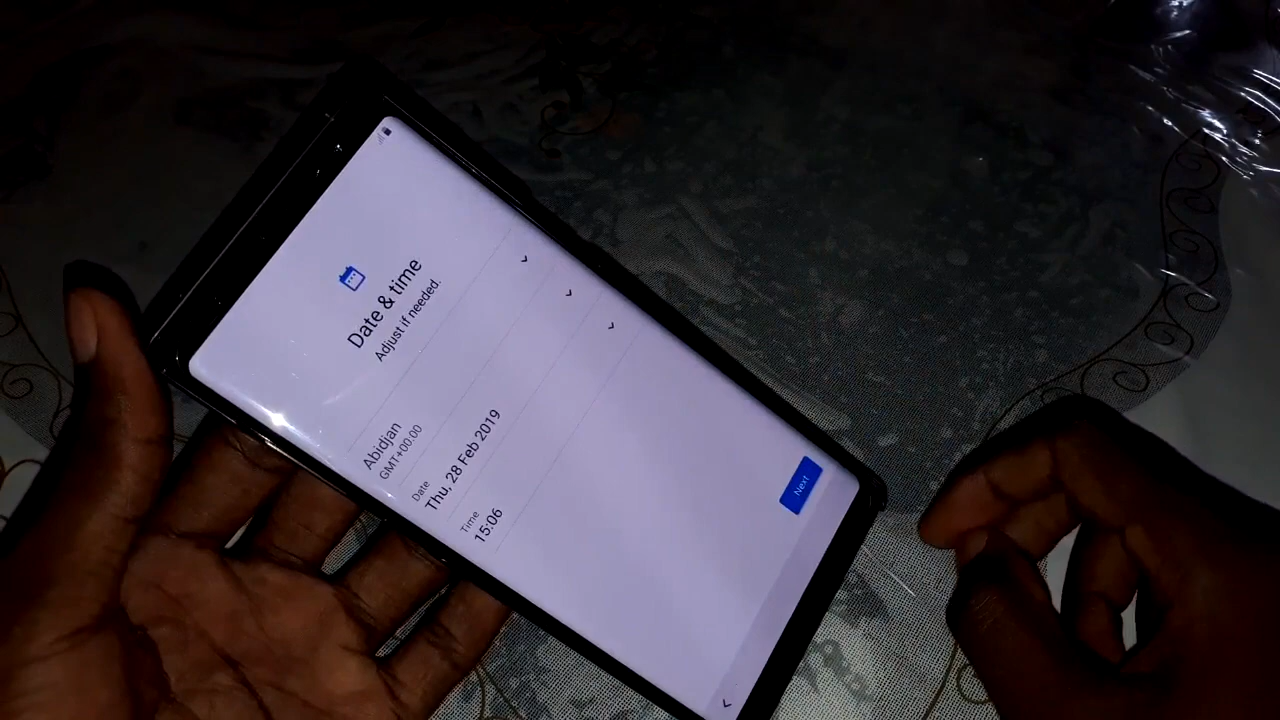 Date & time
Adjust if needed.
Abidjan
GMT+00:00
Date
Thu, 28 Feb 2019
Time
15:06
Next